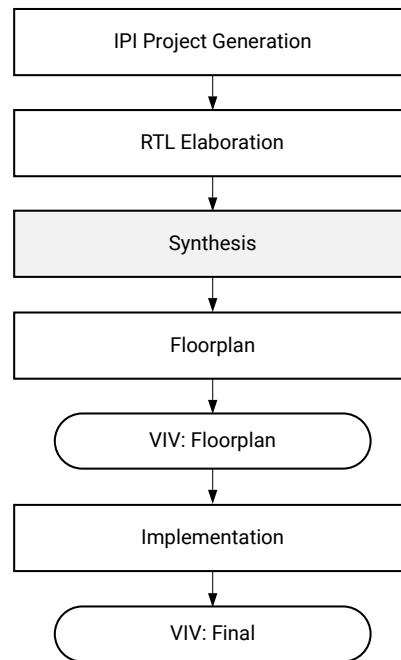 IPI Project Generation
RTL Elaboration
Synthesis
Floorplan
VIV: Floorplan
Implementation
VIV: Final